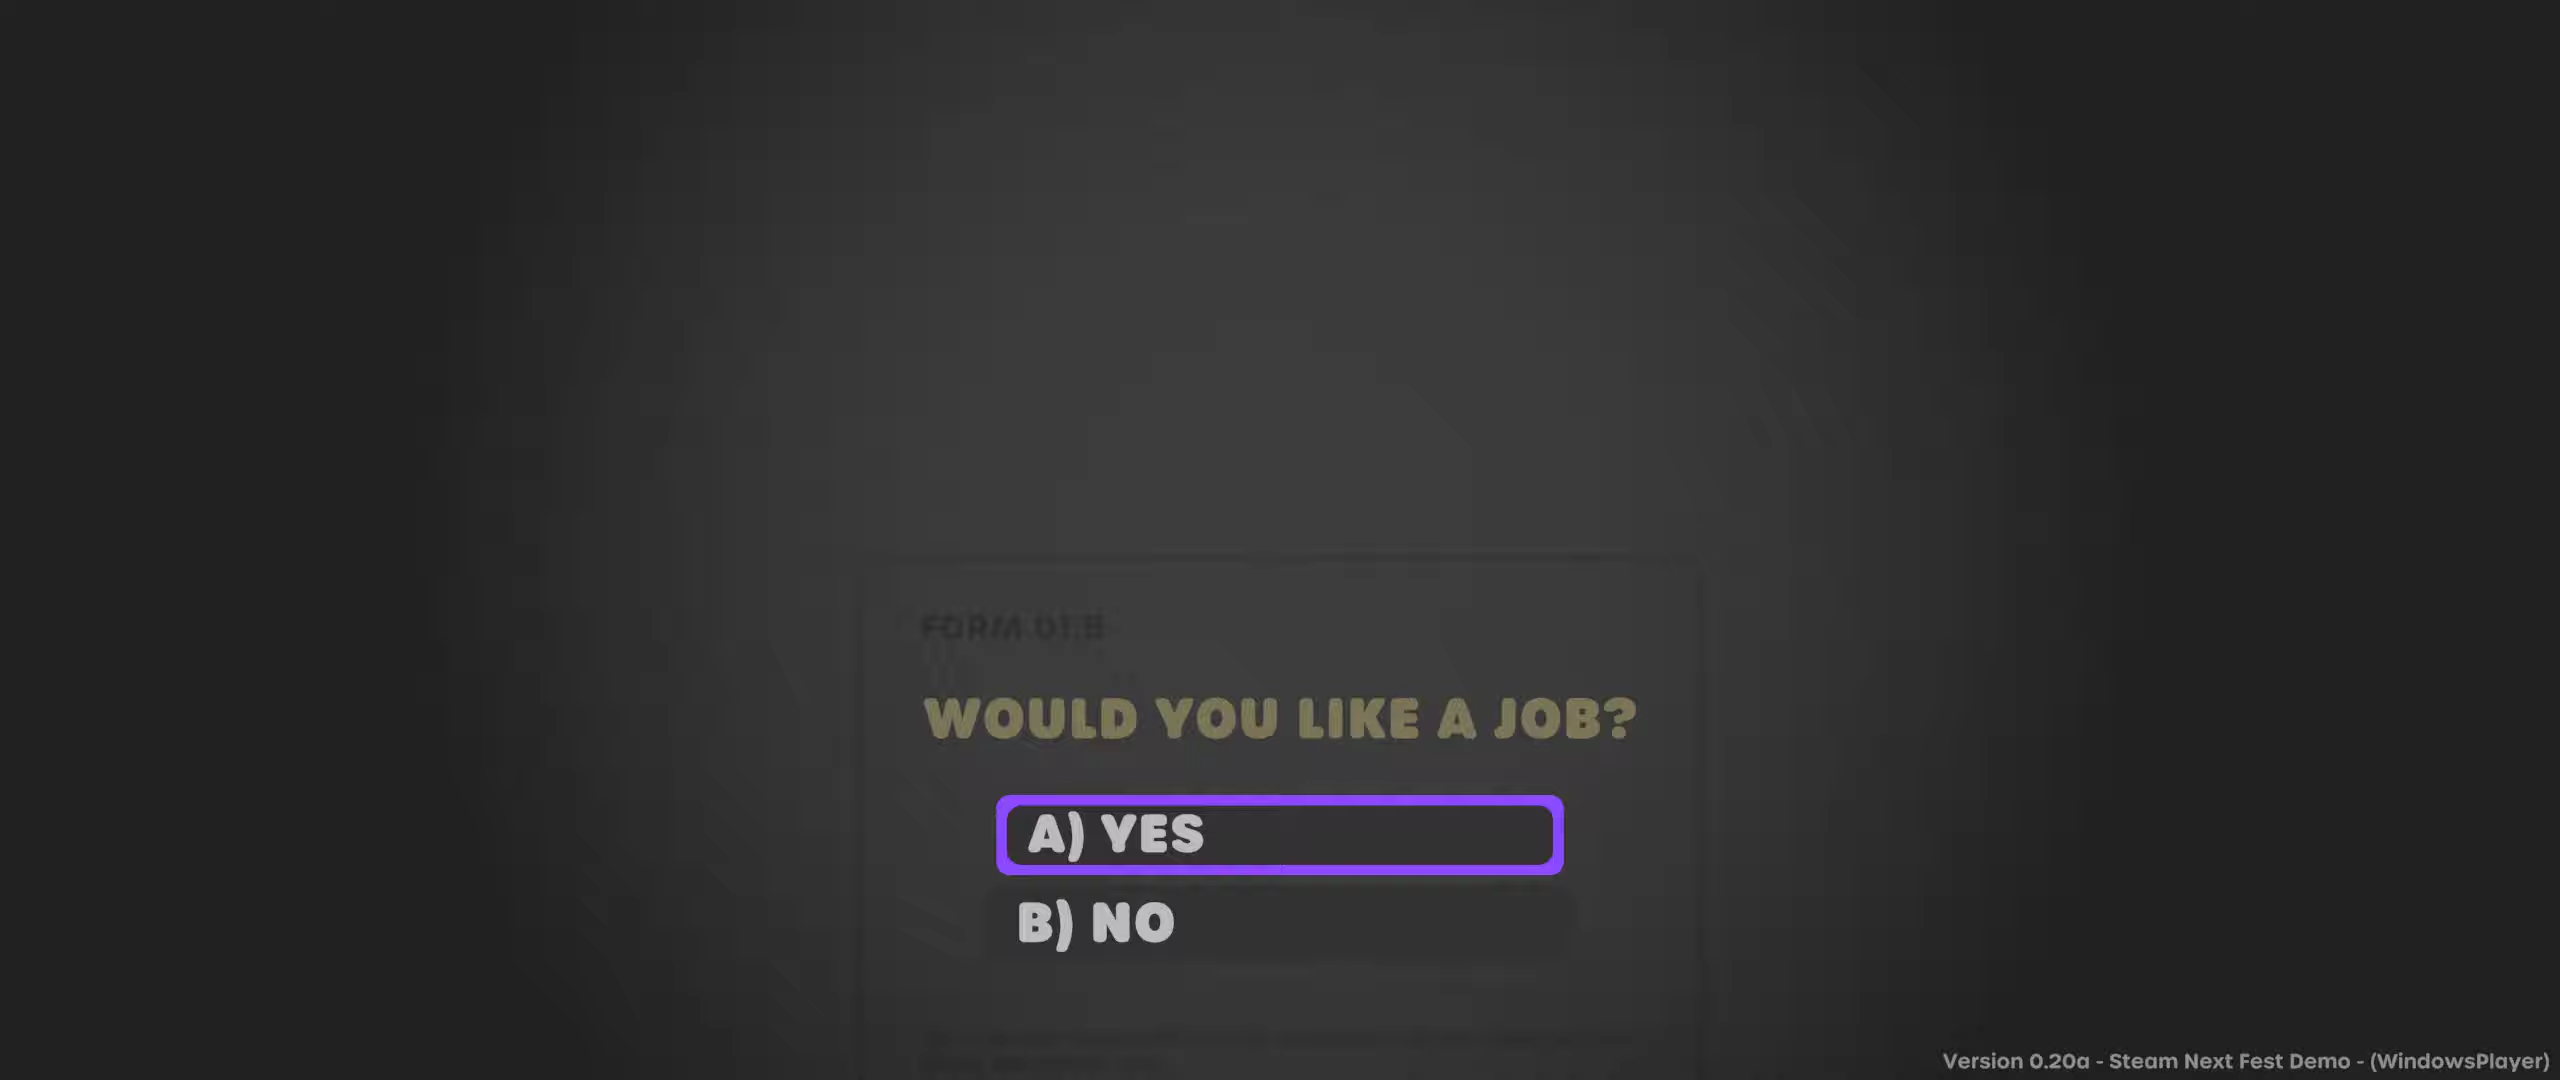 FORM 01.B
WOULD YOU LIKE A JOB?
A) YES
B) NO
Version 0.20a - Steam Next Fest Demo - (WindowsPlayer)